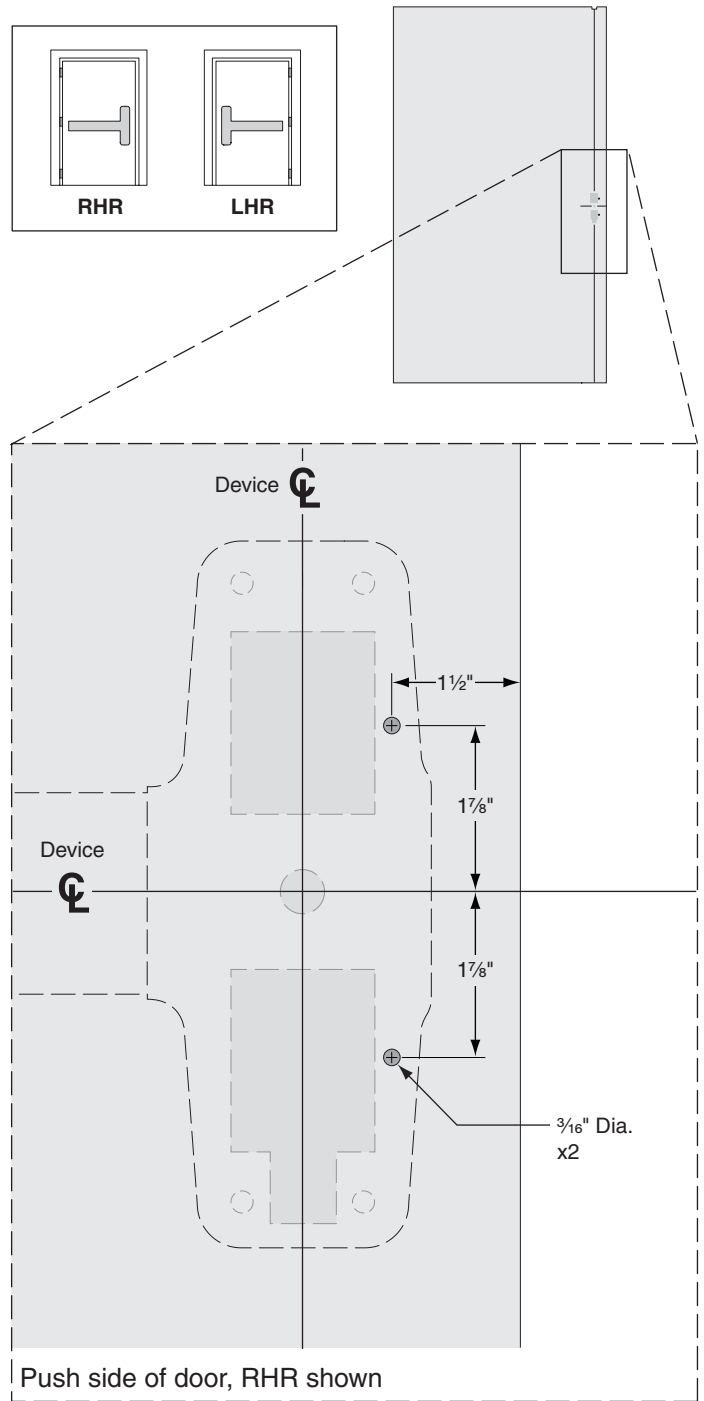 RHR
LHR
Device ℄
1½"
1⅞"
Device
℄
1⅞"
³⁄₁₆" Dia.
x2
Push side of door, RHR shown